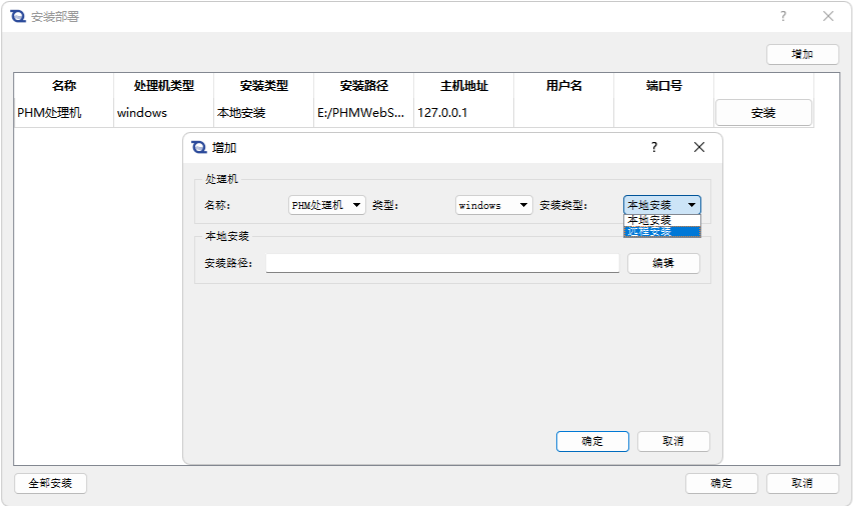 安装部署
增加
名称 处理机类型 安装类型 安装路径 主机地址 用户名 端口号
PHM处理机 windows 本地安装 E:/PHMWebS... 127.0.0.1 安装
增加
处理机
名称: PHM处理机 类型: windows 安装类型: 本地安装
本地安装
远程安装
本地安装
安装路径: 编辑
确定 取消
全部安装 确定 取消